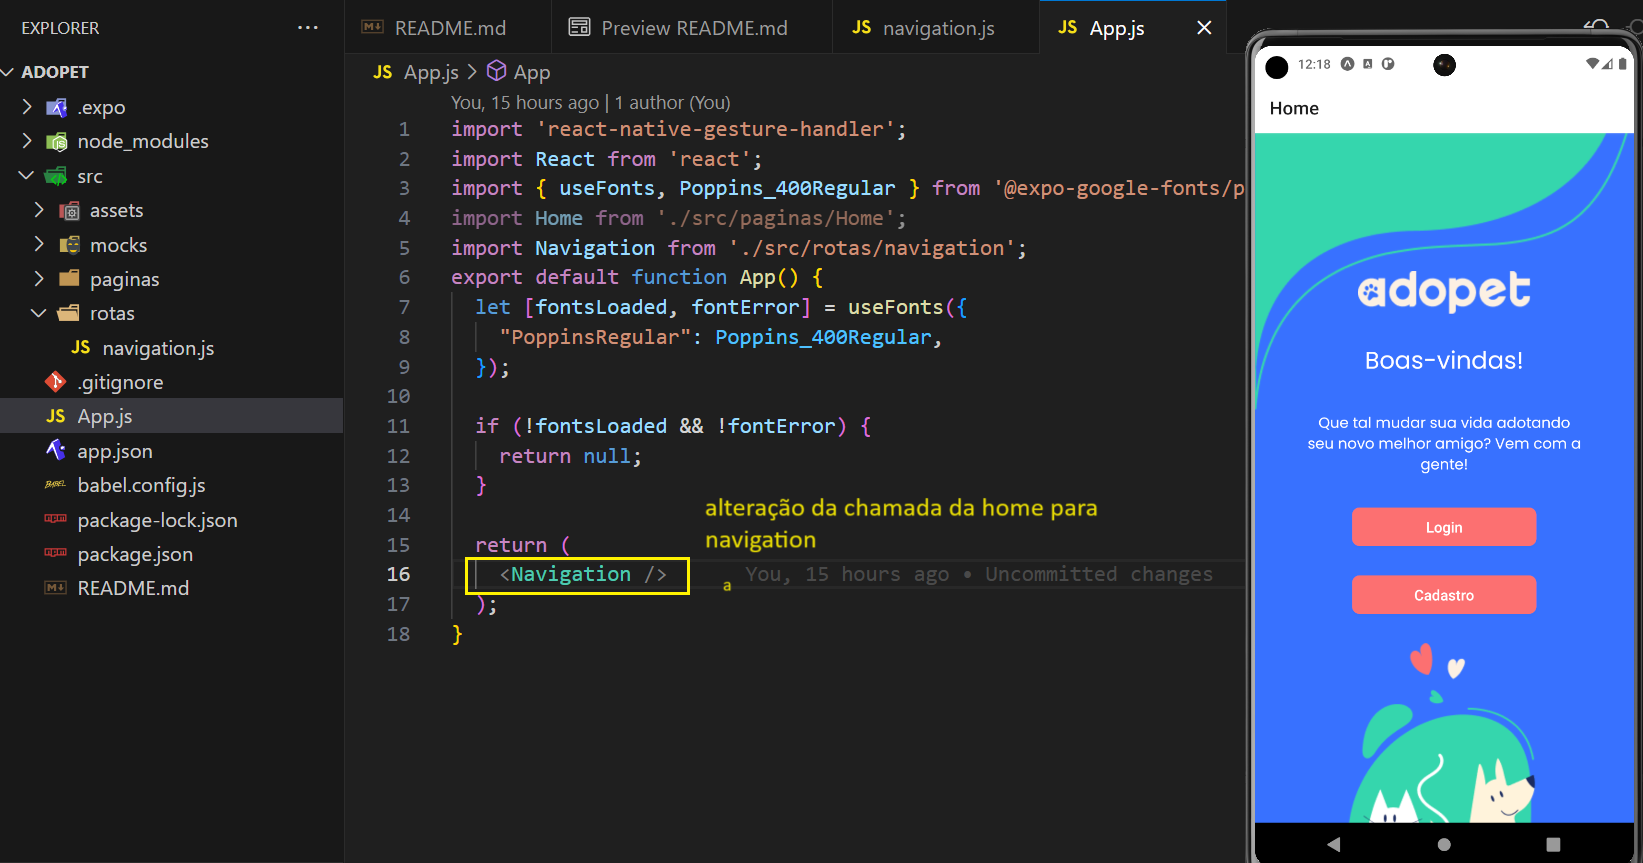 EXPLORER
ADOPET
.expo
node_modules
src
assets
mocks
paginas
rotas
JS navigation.js
.gitignore
JS App.js
app.json
BABEL babel.config.js
package-lock.json
package.json
README.md
README.md
Preview README.md
JS navigation.js
JS App.js
JS App.js > App
You, 15 hours ago | 1 author (You)
1 import 'react-native-gesture-handler';
2 import React from 'react';
3 import { useFonts, Poppins_400Regular } from '@expo-google-fonts/p
4 import Home from './src/paginas/Home';
5 import Navigation from './src/rotas/navigation';
6 export default function App() {
7 let [fontsLoaded, fontError] = useFonts({
8 "PoppinsRegular": Poppins_400Regular,
9 });
10
11 if (!fontsLoaded && !fontError) {
12 return null;
13 }
14
alteração da chamada da home para
navigation
15 return (
16 <Navigation /> a You, 15 hours ago • Uncommitted changes
17 );
18 }
12:18
Home
adopet
Boas-vindas!
Que tal mudar sua vida adotando
seu novo melhor amigo? Vem com a
gente!
Login
Cadastro